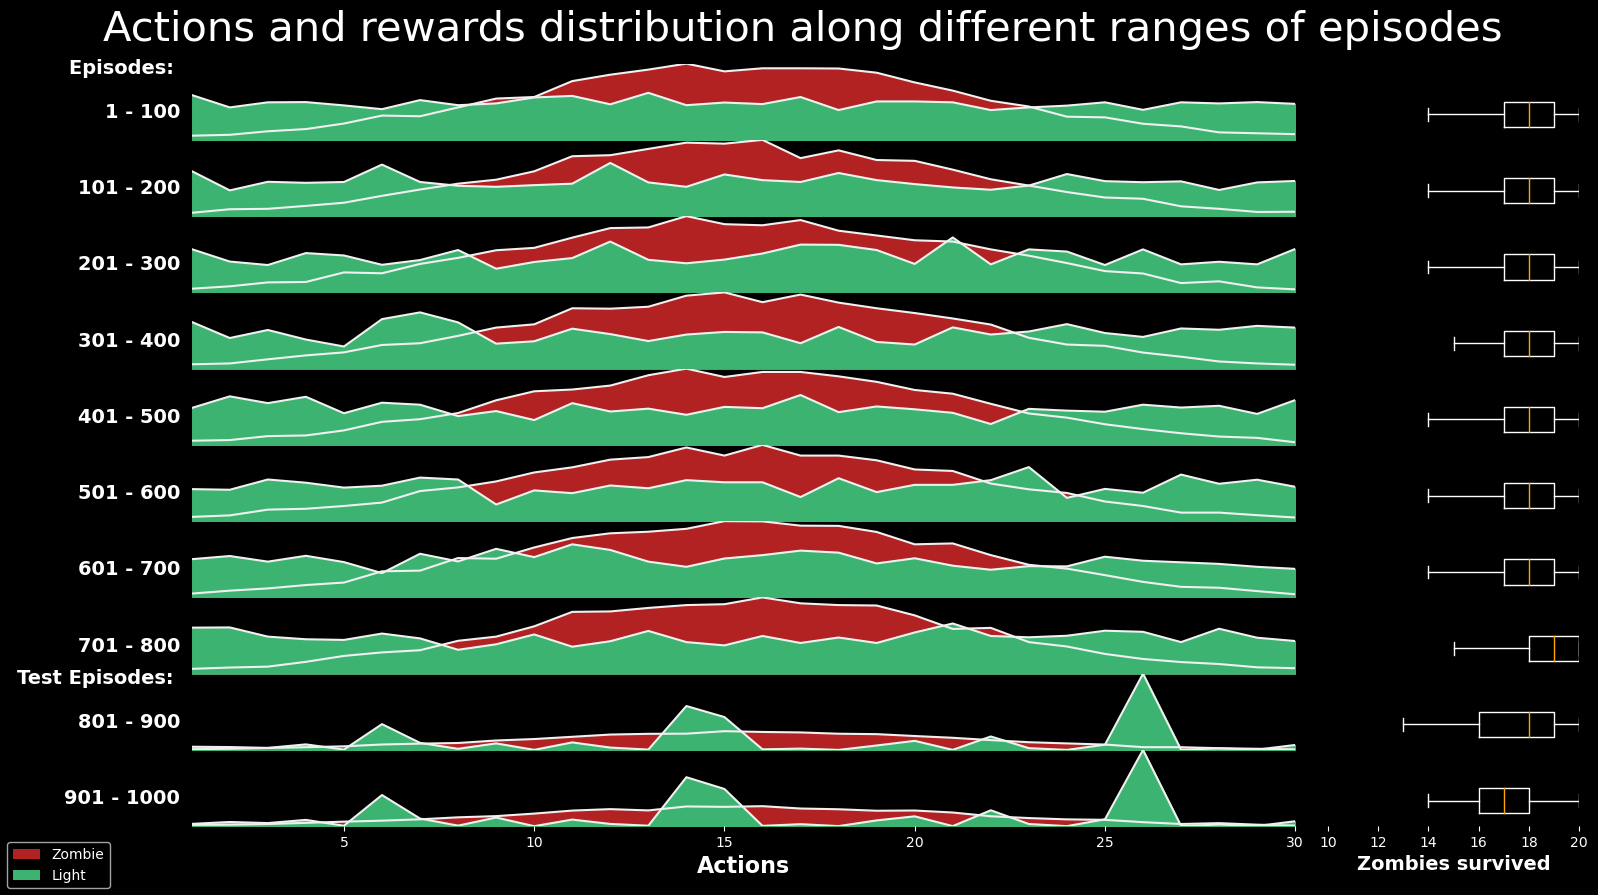 Actions and rewards distribution along different ranges of episodes
Episodes:
1 - 100
101 - 200
201 - 300
301 - 400
401 - 500
501 - 600
601 - 700
701 - 800
Test Episodes:
801 - 900
901 - 1000
5 10 15 20 25 30
10 12 14 16 18 20
Actions
Zombies survived
Zombie
Light